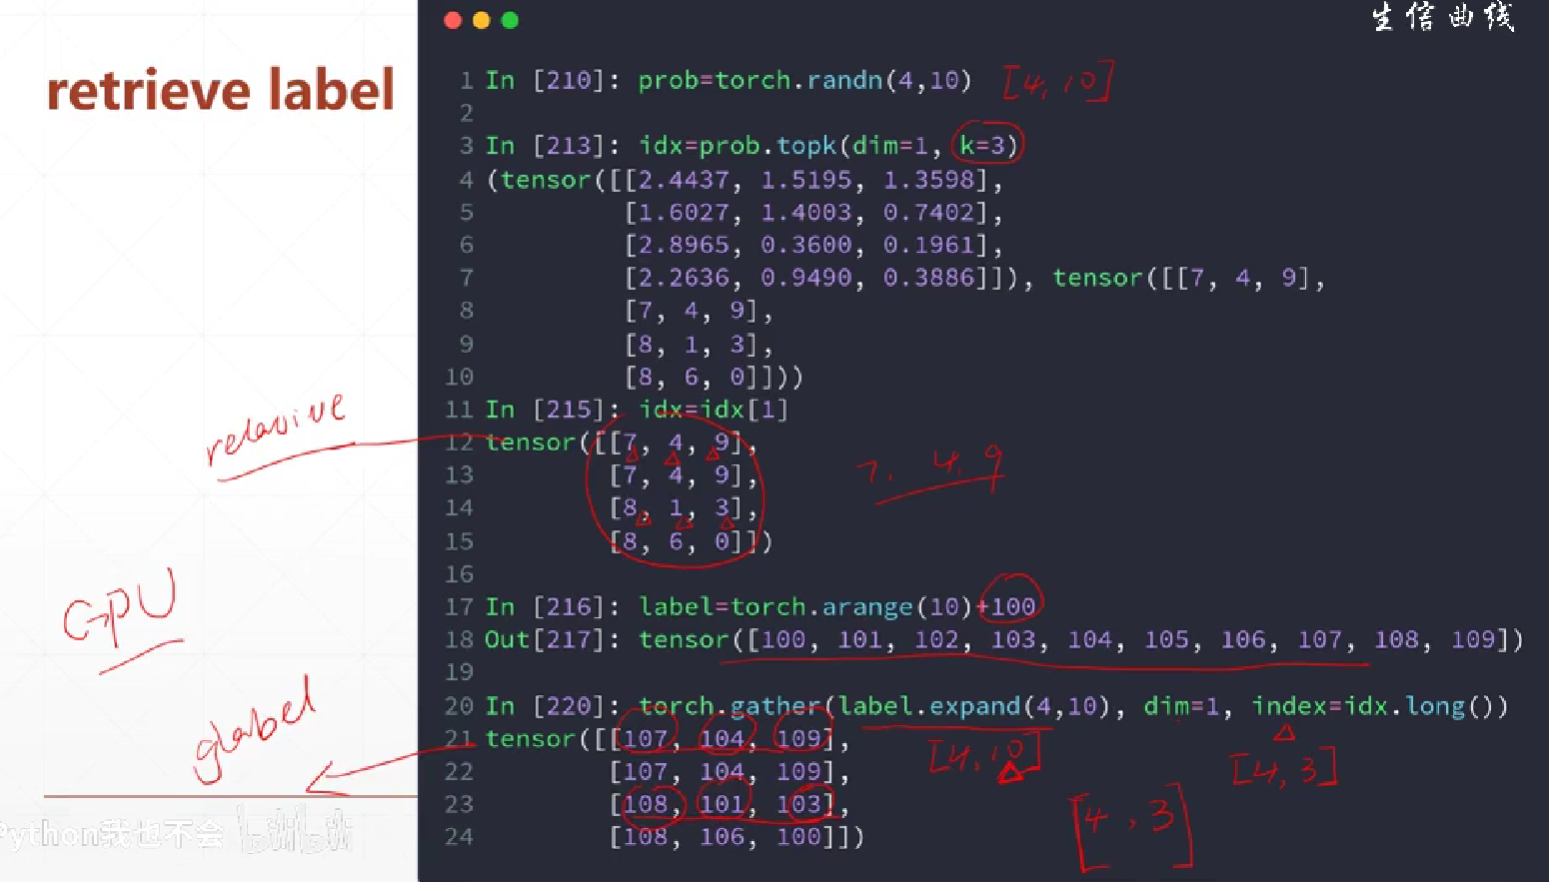 生信曲线
retrieve label
1 In [210]: prob=torch.randn(4,10) [4,10]
2
3 In [213]: idx=prob.topk(dim=1, k=3)
4 (tensor([[2.4437, 1.5195, 1.3598],
5 [1.6027, 1.4003, 0.7402],
6 [2.8965, 0.3600, 0.1961],
7 [2.2636, 0.9490, 0.3886]]), tensor([[7, 4, 9],
8 [7, 4, 9],
9 [8, 1, 3],
10 [8, 6, 0]]))
11 In [215]: idx=idx[1]
relative
12 tensor([[7, 4, 9],
13 [7, 4, 9],
7, 4, 9
14 [8, 1, 3],
15 [8, 6, 0]])
16
GPU
17 In [216]: label=torch.arange(10)+100
18 Out[217]: tensor([100, 101, 102, 103, 104, 105, 106, 107, 108, 109])
19
20 In [220]: torch.gather(label.expand(4,10), dim=1, index=idx.long())
glabel
21 tensor([[107, 104, 109],
[4,10]
[4,3]
22 [107, 104, 109],
23 [108, 101, 103],
[4,3]
24 [108, 106, 100]])
Python我也不会 bilibili